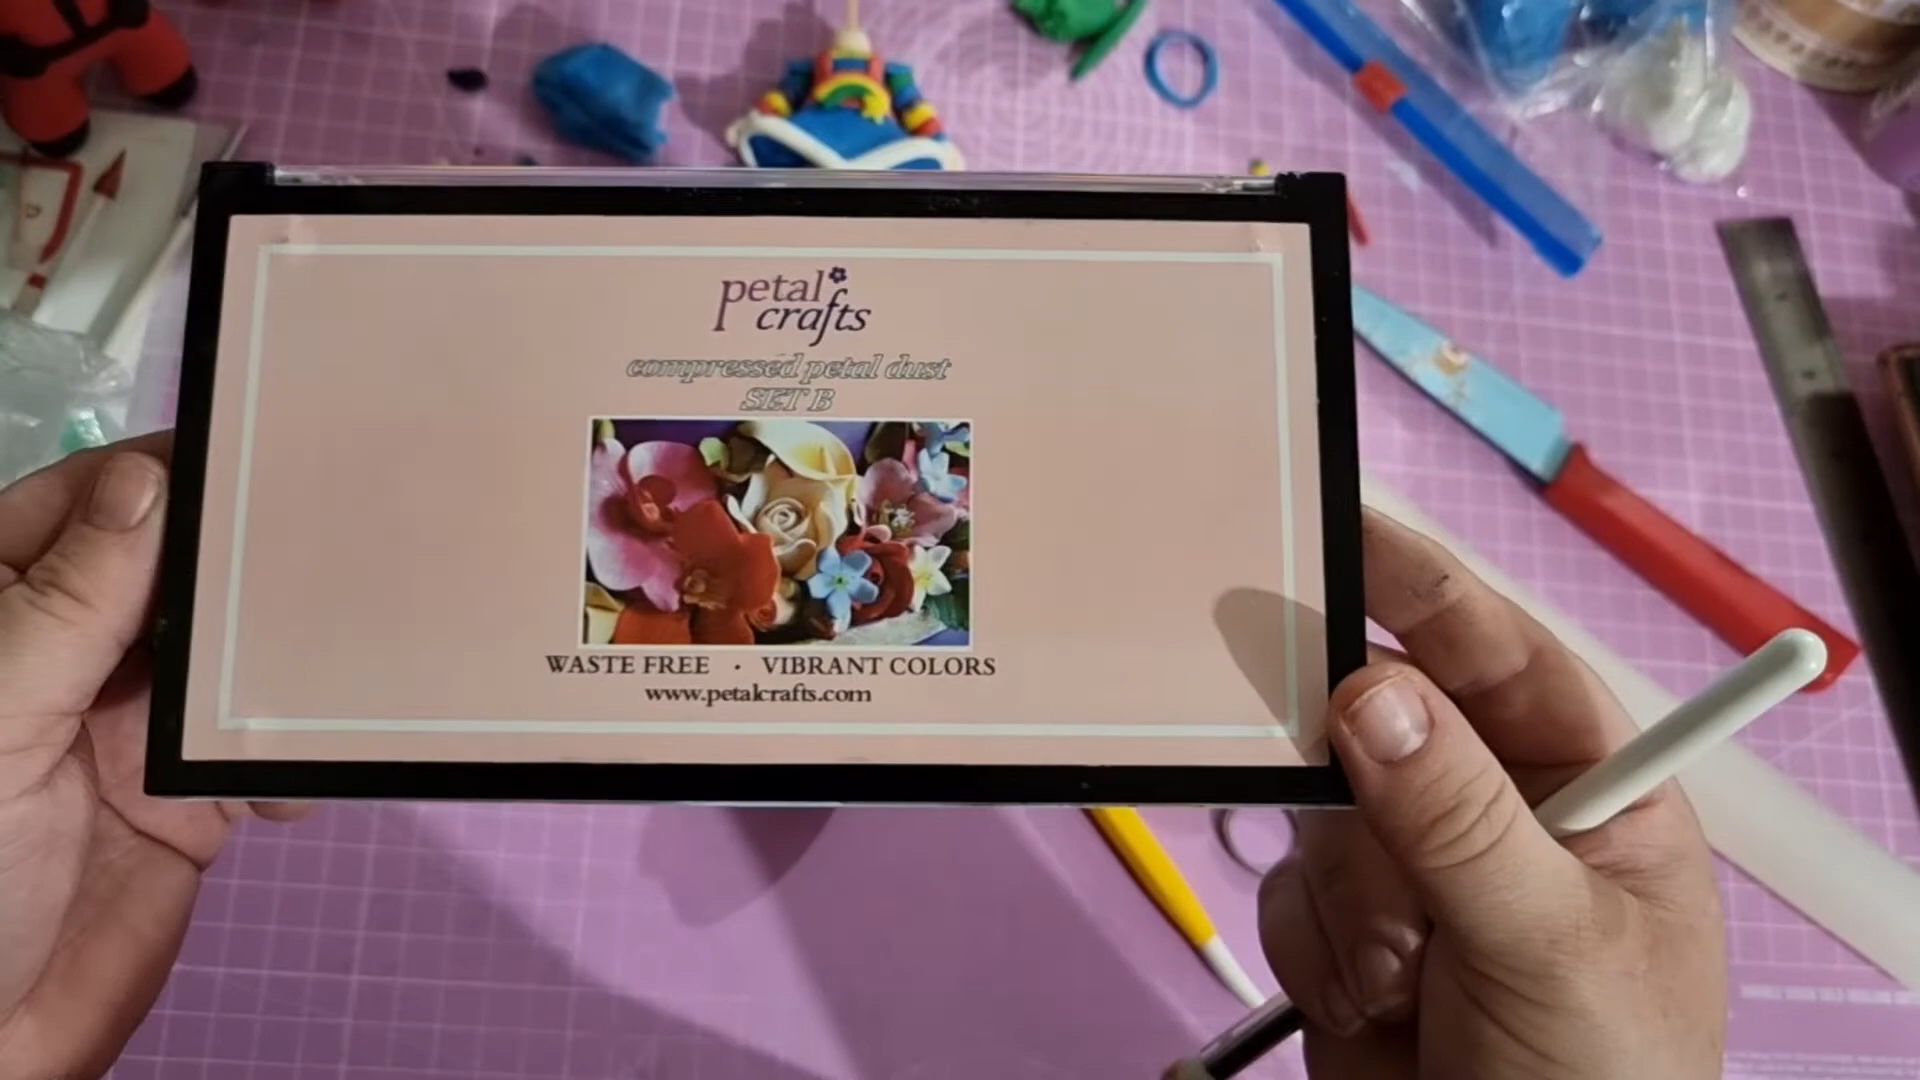 petal
crafts
compressed petal dust
SET B
WASTE FREE · VIBRANT COLORS
www.petalcrafts.com